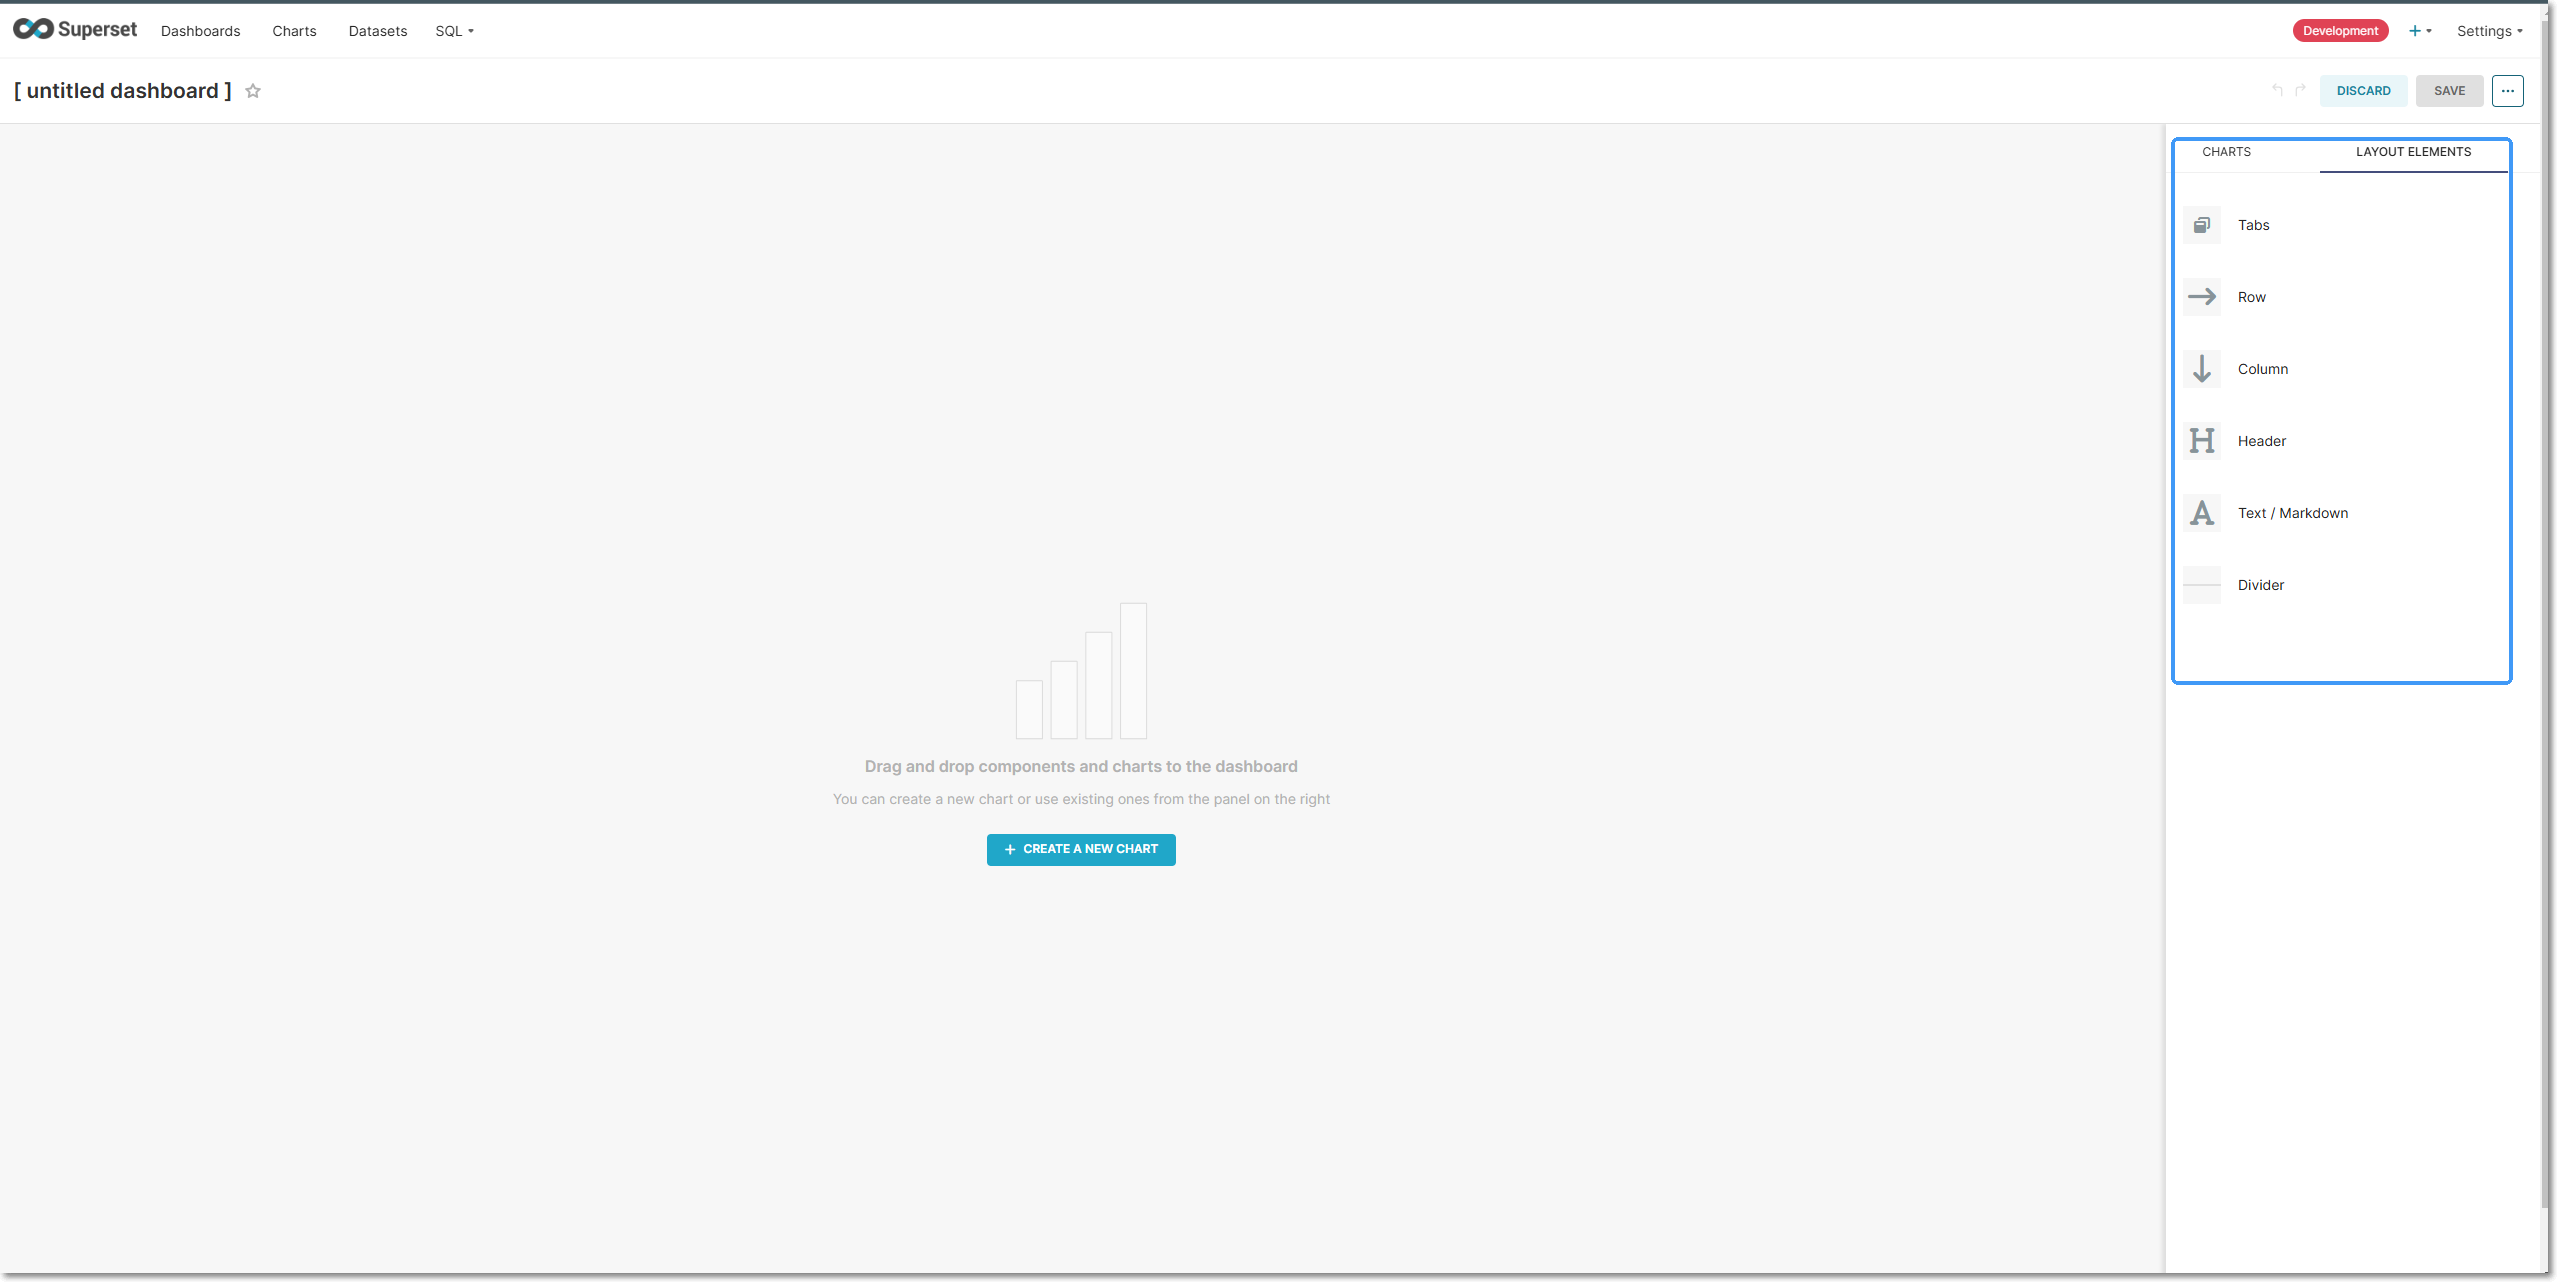 Superset Dashboards Charts Datasets SQL Development + Settings
[ untitled dashboard ] DISCARD SAVE ...
CHARTS LAYOUT ELEMENTS
Tabs
Row
Column
H Header
A Text / Markdown
Divider
Drag and drop components and charts to the dashboard
You can create a new chart or use existing ones from the panel on the right
+ CREATE A NEW CHART